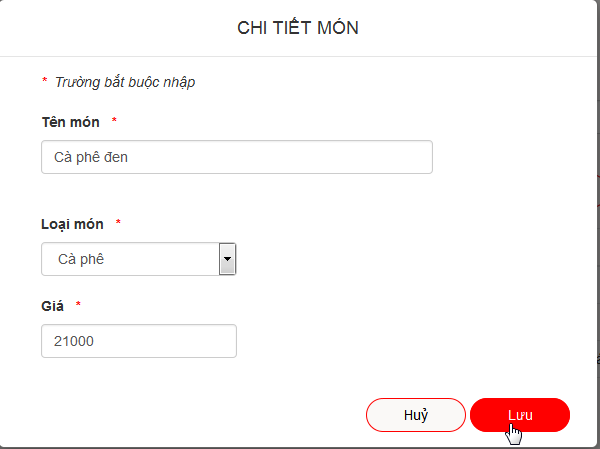 CHI TIẾT MÓN
* Trường bắt buộc nhập
Tên món *
Cà phê đen
Loại món *
Cà phê
Giá *
21000
Huỷ Lưu